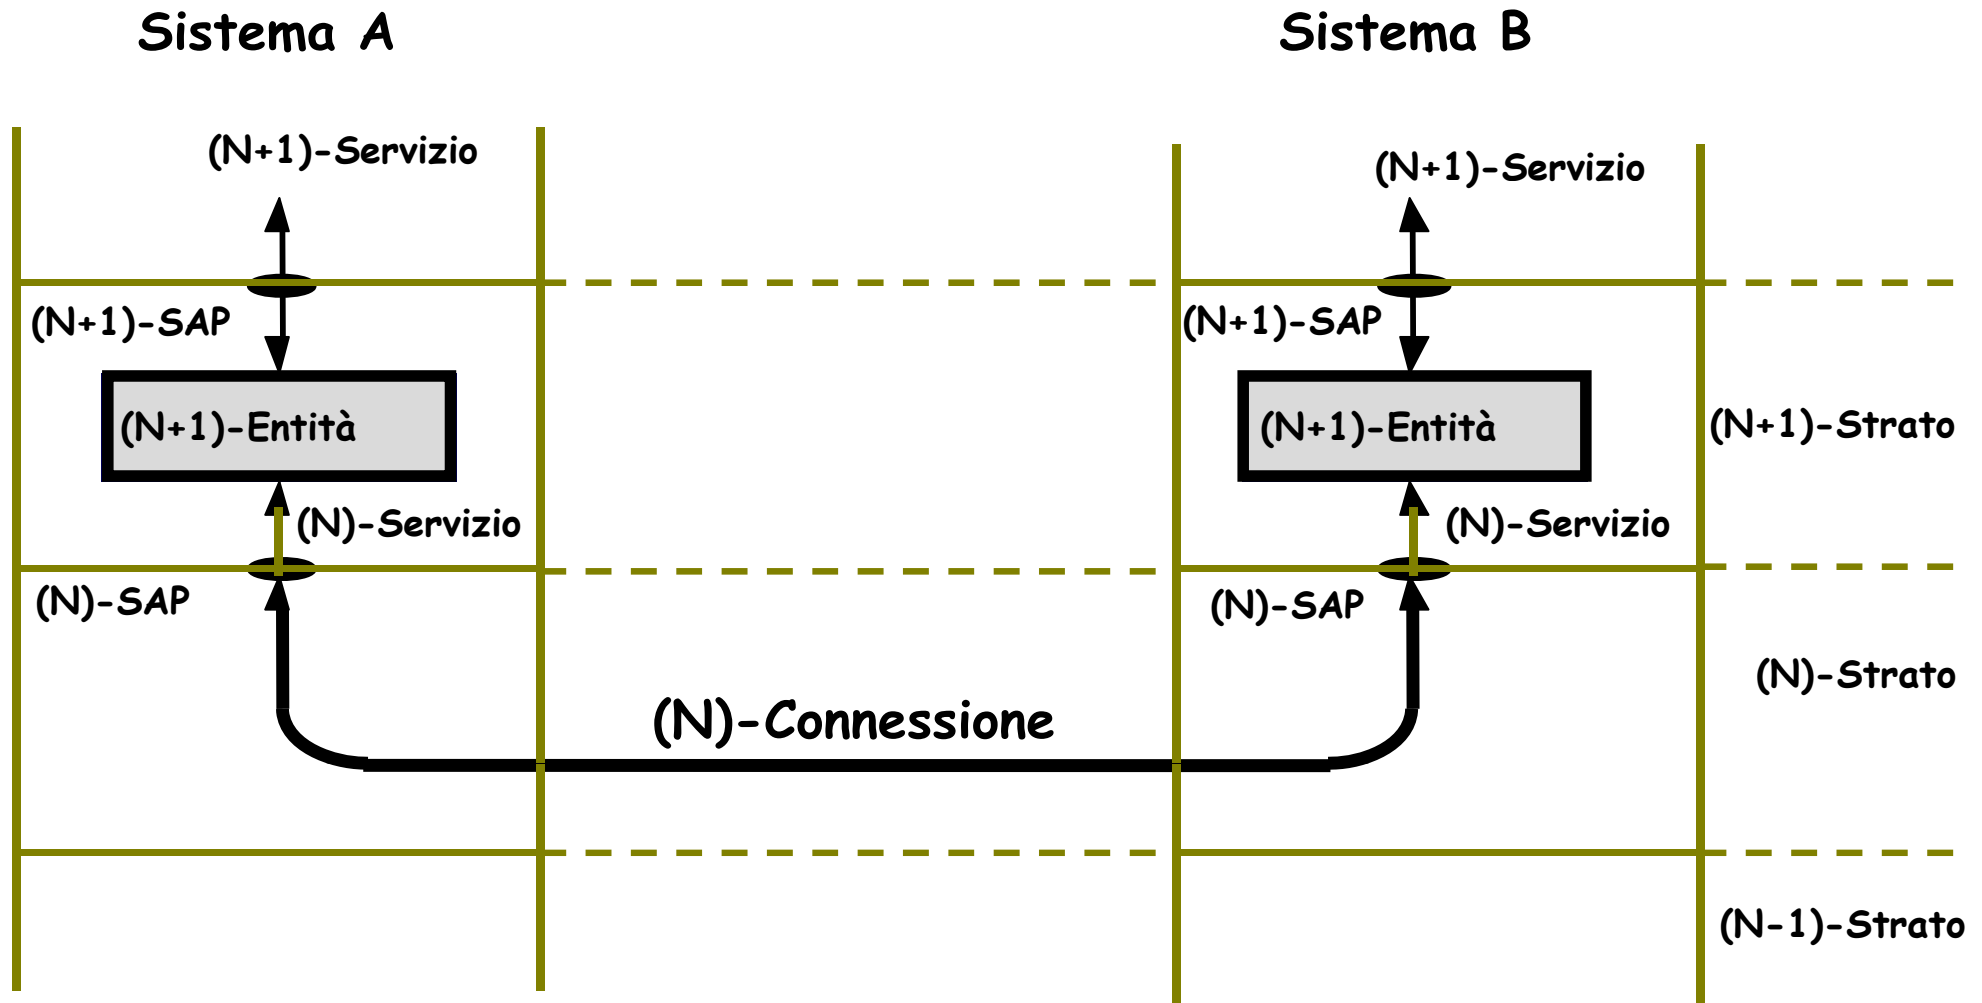 Sistema A
Sistema B
(N+1)-Servizio
(N+1)-Servizio
(N+1)-SAP
(N+1)-SAP
(N+1)-Entità
(N+1)-Entità
(N+1)-Strato
(N)-Servizio
(N)-Servizio
(N)-SAP
(N)-SAP
(N)-Strato
(N)-Connessione
(N-1)-Strato